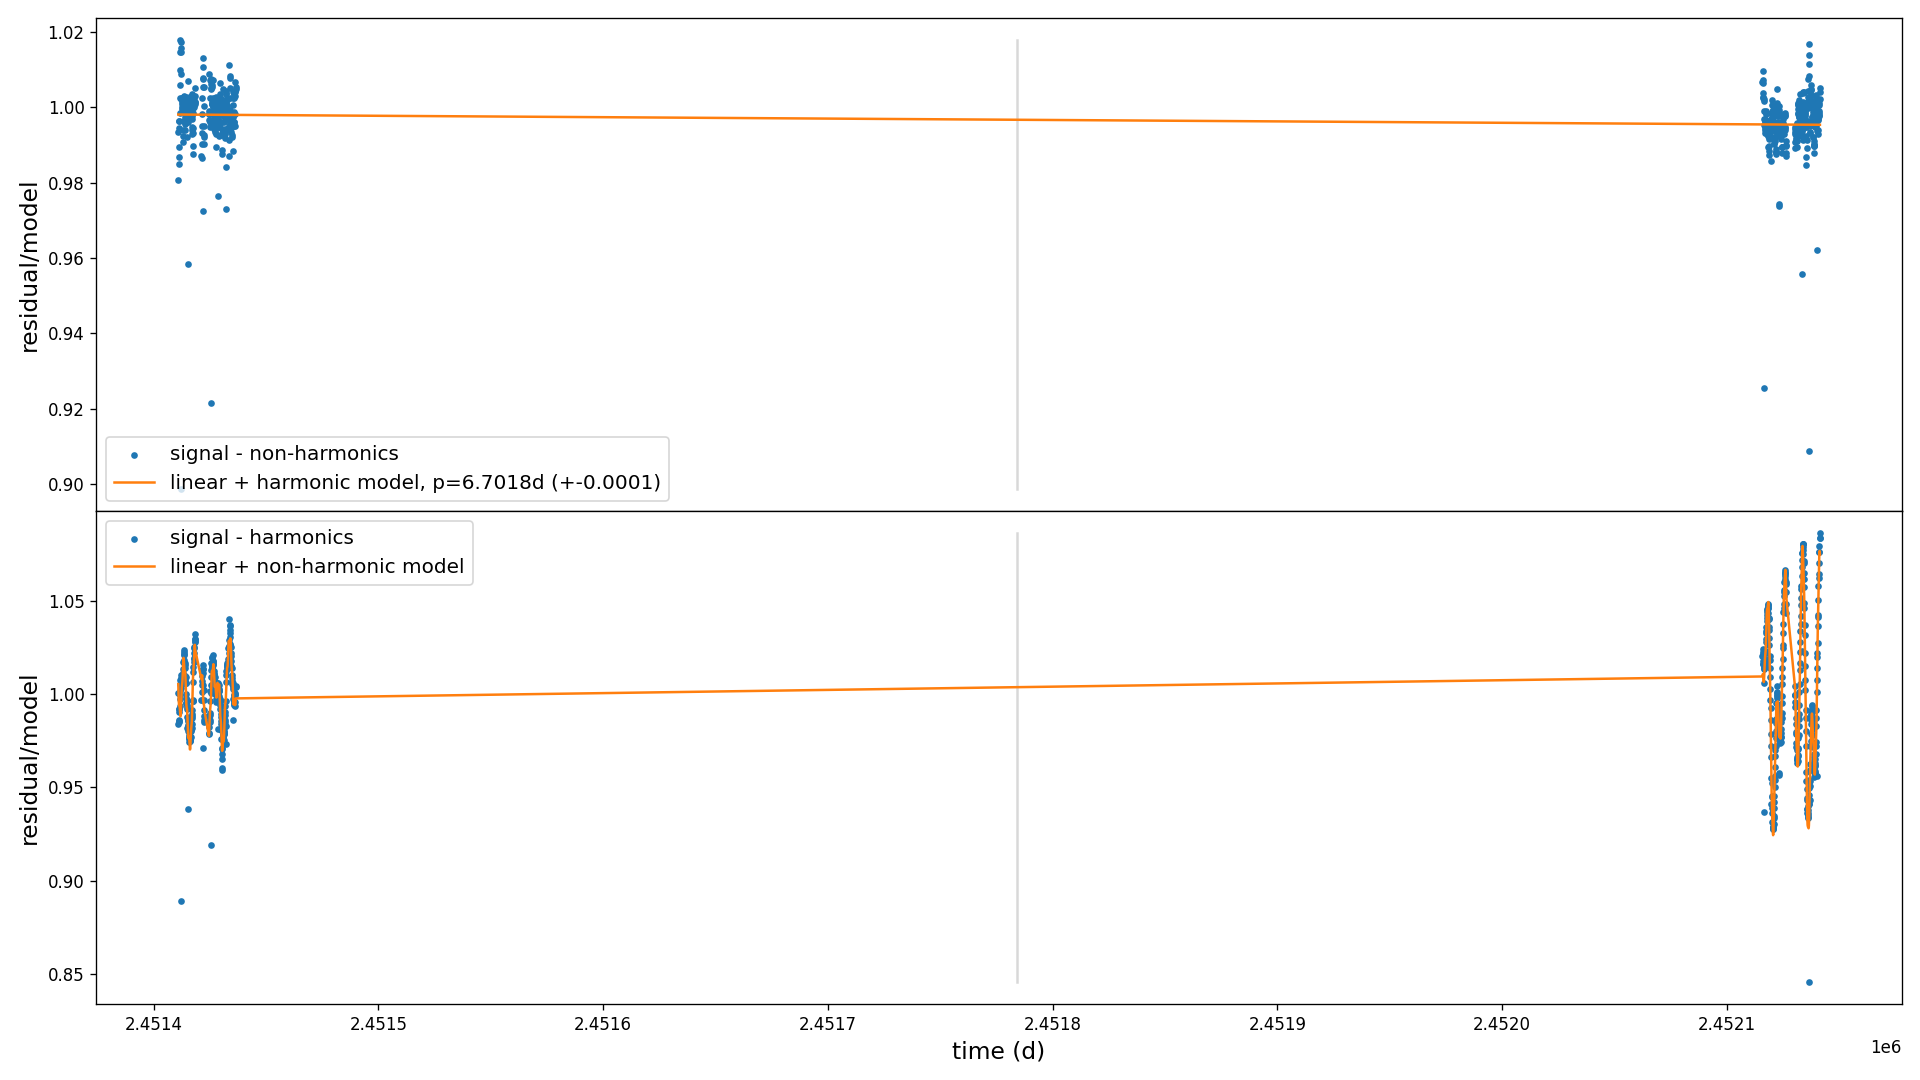 1.02
1.00
0.98
0.96
0.94
0.92
0.90
residual/model
signal - non-harmonics
linear + harmonic model, p=6.7018d (+-0.0001)
signal - harmonics
linear + non-harmonic model
1.05
1.00
0.95
0.90
0.85
residual/model
2.4514 2.4515 2.4516 2.4517 2.4518 2.4519 2.4520 2.4521
1e6
time (d)